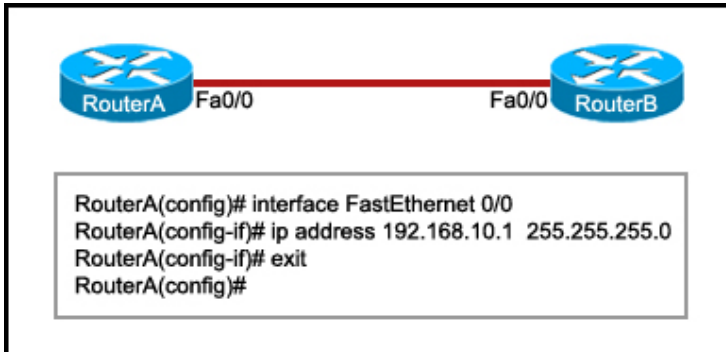 RouterA Fa0/0 Fa0/0 RouterB
RouterA(config)# interface FastEthernet 0/0
RouterA(config-if)# ip address 192.168.10.1 255.255.255.0
RouterA(config-if)# exit
RouterA(config)#